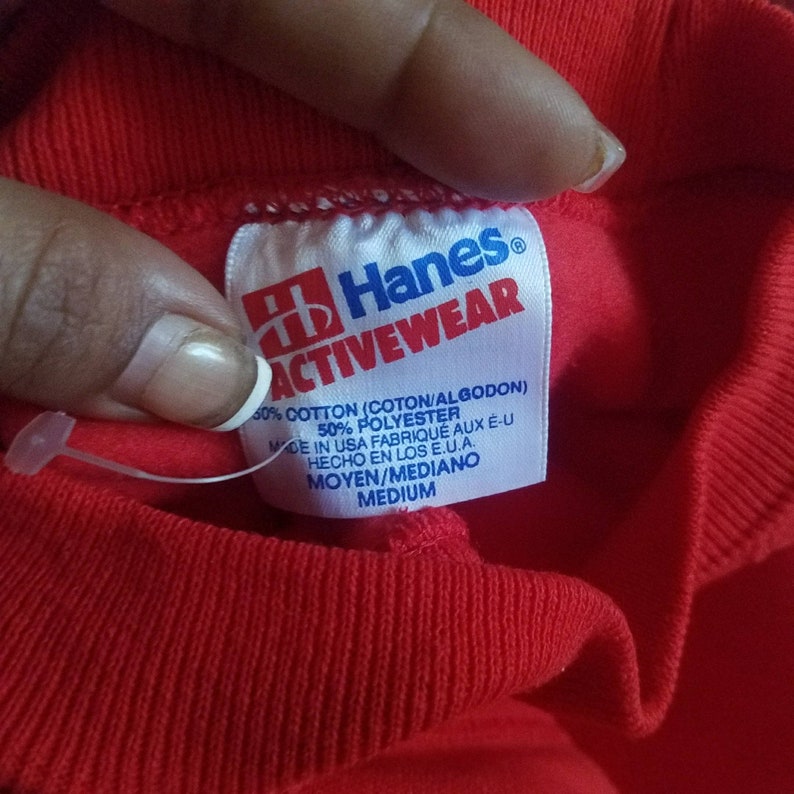 Hanes®
ACTIVEWEAR
50% COTTON (COTON/ALGODON)
50% POLYESTER
MADE IN USA FABRIQUÉ AUX É-U
HECHO EN LOS E.U.A.
MOYEN/MEDIANO
MEDIUM